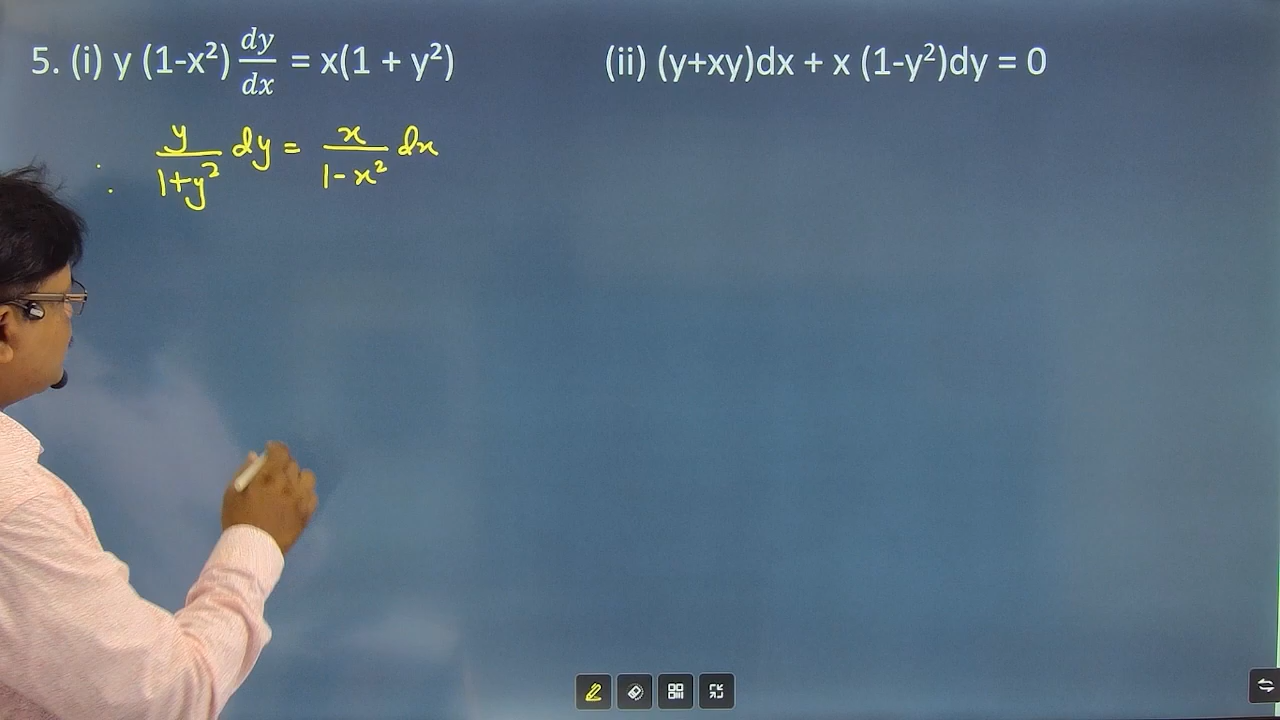 5. (i) y (1-x²) dy/dx = x(1 + y²)
(ii) (y+xy)dx + x (1-y²)dy = 0
∴ y/1+y² dy = x/1-x² dx